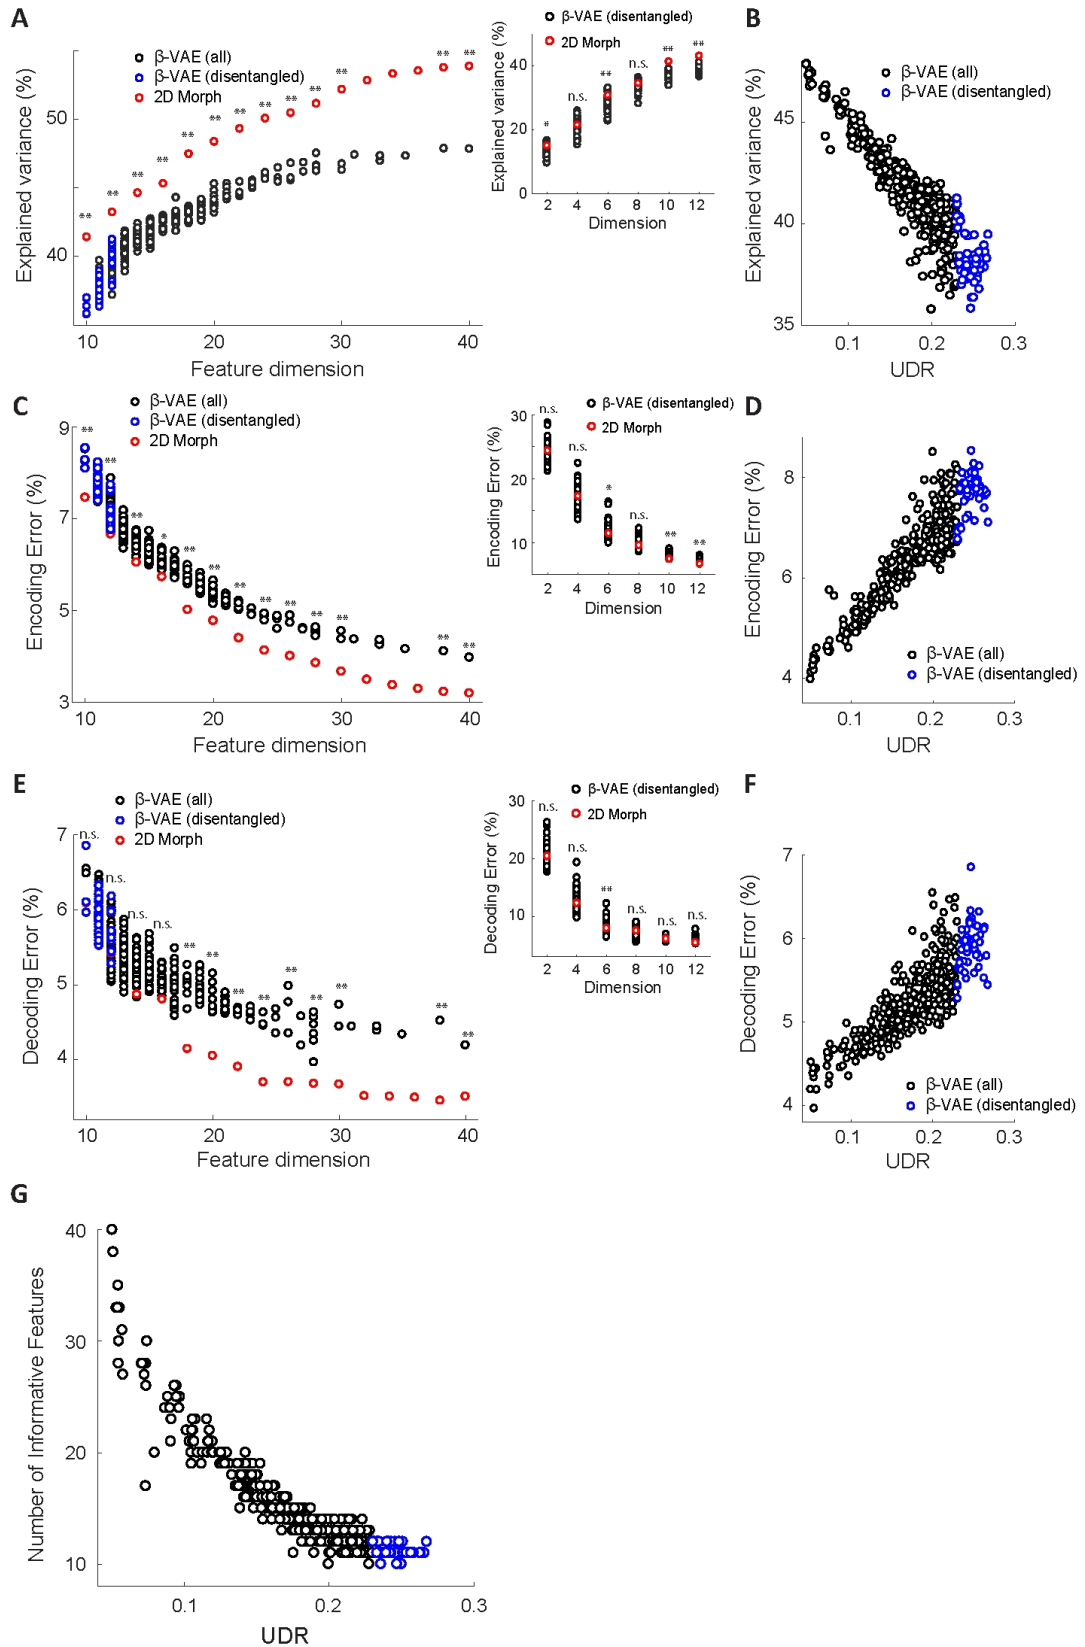 A
β-VAE (all)
β-VAE (disentangled)
2D Morph
Explained variance (%)
50
40
** ** ** ** ** ** ** ** ** ** ** ** **
10 20 30 40
Feature dimension
β-VAE (disentangled)
2D Morph
Explained variance (%)
40
20
0
* n.s. ** n.s. ** **
2 4 6 8 10 12
Dimension
B
β-VAE (all)
β-VAE (disentangled)
Explained variance (%)
45
40
35
0.1 0.2 0.3
UDR
C
β-VAE (all)
β-VAE (disentangled)
2D Morph
Encoding Error (%)
9
7
5
3
** ** ** * ** ** ** ** ** ** ** ** **
10 20 30 40
Feature dimension
β-VAE (disentangled)
2D Morph
Encoding Error (%)
30
20
10
n.s. n.s. * n.s. ** **
2 4 6 8 10 12
Dimension
D
Encoding Error (%)
8
6
4
β-VAE (all)
β-VAE (disentangled)
0.1 0.2 0.3
UDR
E
β-VAE (all)
β-VAE (disentangled)
2D Morph
Decoding Error (%)
7
6
5
4
n.s. n.s. n.s. n.s. ** ** ** ** ** ** ** ** **
10 20 30 40
Feature dimension
β-VAE (disentangled)
2D Morph
Decoding Error (%)
30
20
10
n.s. n.s. ** n.s. n.s. n.s.
2 4 6 8 10 12
Dimension
F
Decoding Error (%)
7
6
5
4
β-VAE (all)
β-VAE (disentangled)
0.1 0.2 0.3
UDR
G
Number of Informative Features
40
30
20
10
0.1 0.2 0.3
UDR